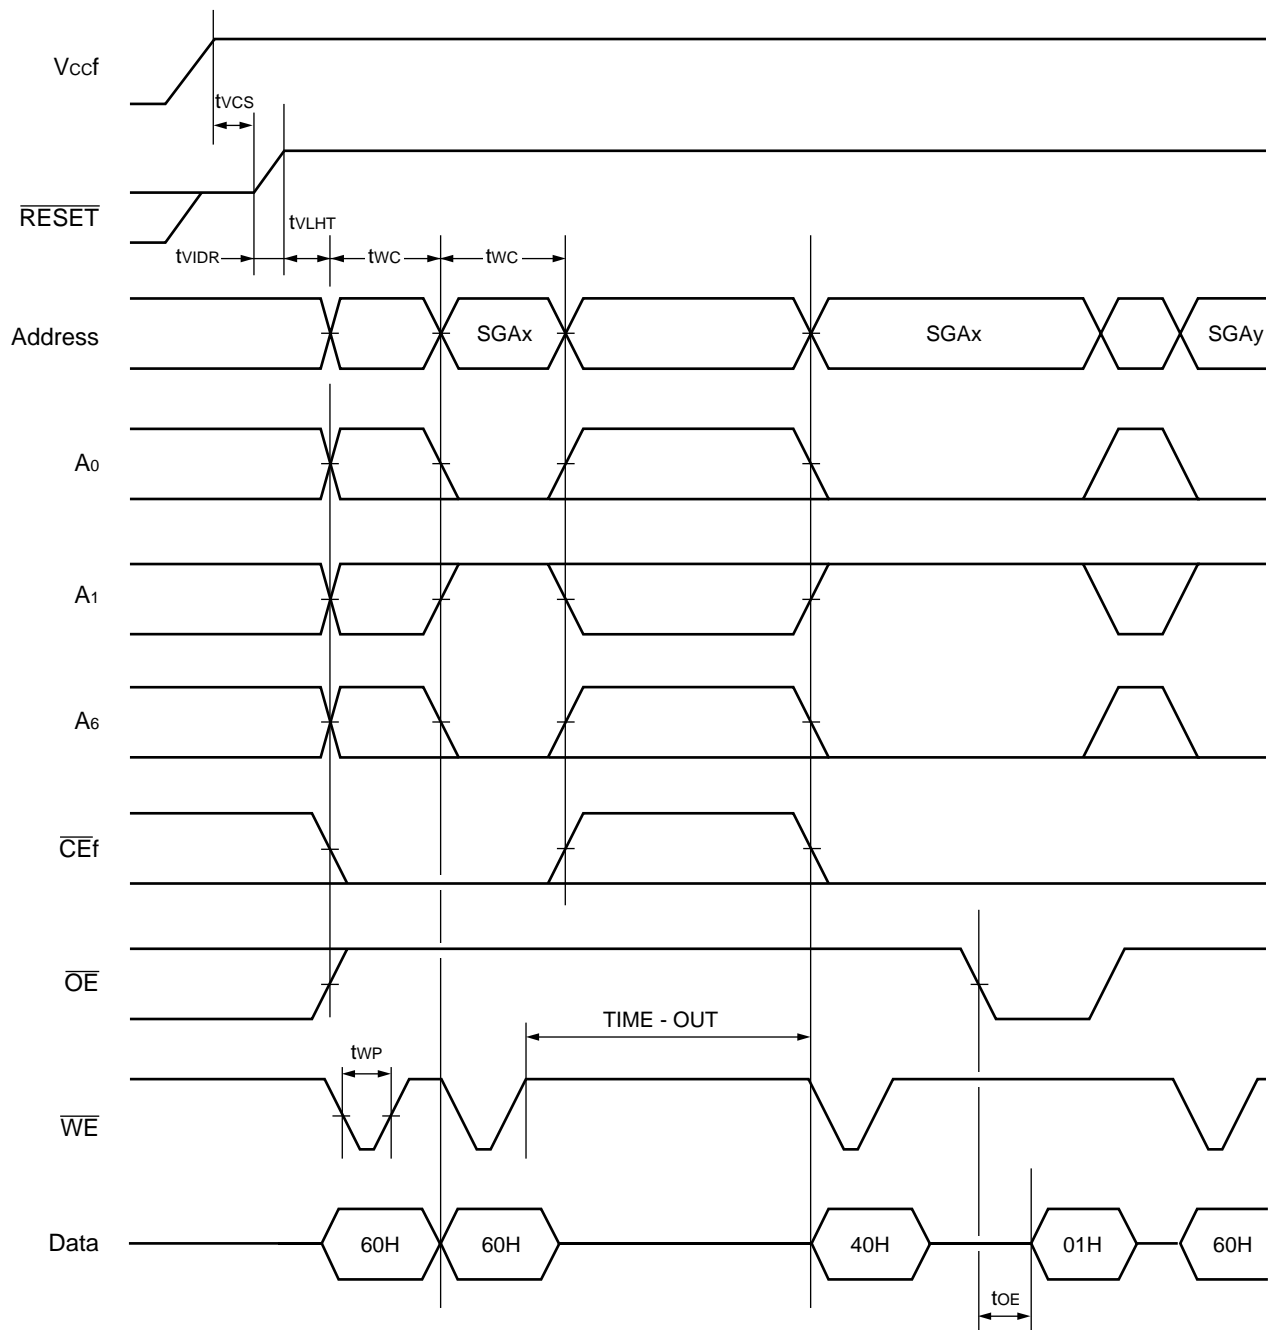 Vccf
tVCS
RESET
tVLHT
tVIDR
tWC
tWC
Address
SGAx
SGAx
SGAy
A0
A1
A6
CEf
OE
TIME - OUT
tWP
WE
Data
60H
60H
40H
01H
60H
tOE